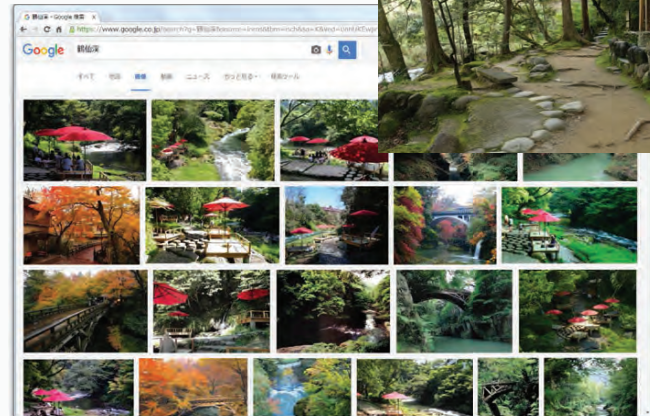 鶴仙渓 - Google 検索
https://www.google.co.jp/search?q=鶴仙渓
Google 鶴仙渓
すべて 地図 画像 動画 ニュース もっと見る 検索ツール